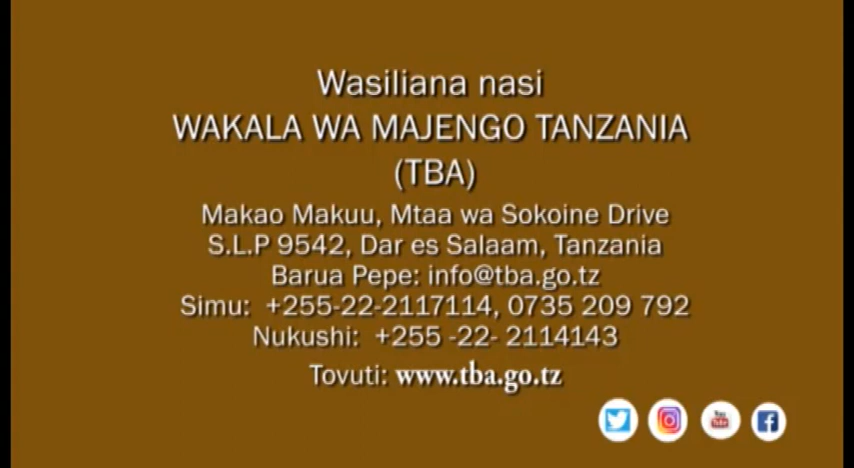 Wasiliana nasi
WAKALA WA MAJENGO TANZANIA
(TBA)
Makao Makuu, Mtaa wa Sokoine Drive
S.L.P 9542, Dar es Salaam, Tanzania
Barua Pepe: info@tba.go.tz
Simu: +255-22-2117114, 0735 209 792
Nukushi: +255 -22- 2114143
Tovuti: www.tba.go.tz
You Tube